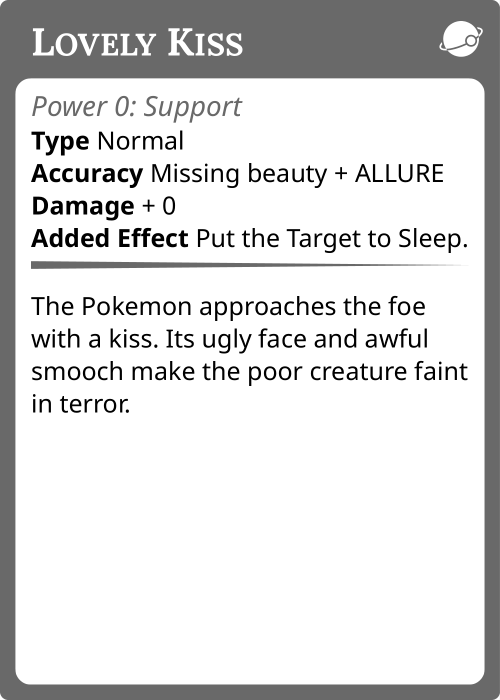 Lovely Kiss
Power 0: Support
Type Normal
Accuracy Missing beauty + ALLURE
Damage + 0
Added Effect Put the Target to Sleep.
The Pokemon approaches the foe
with a kiss. Its ugly face and awful
smooch make the poor creature faint
in terror.